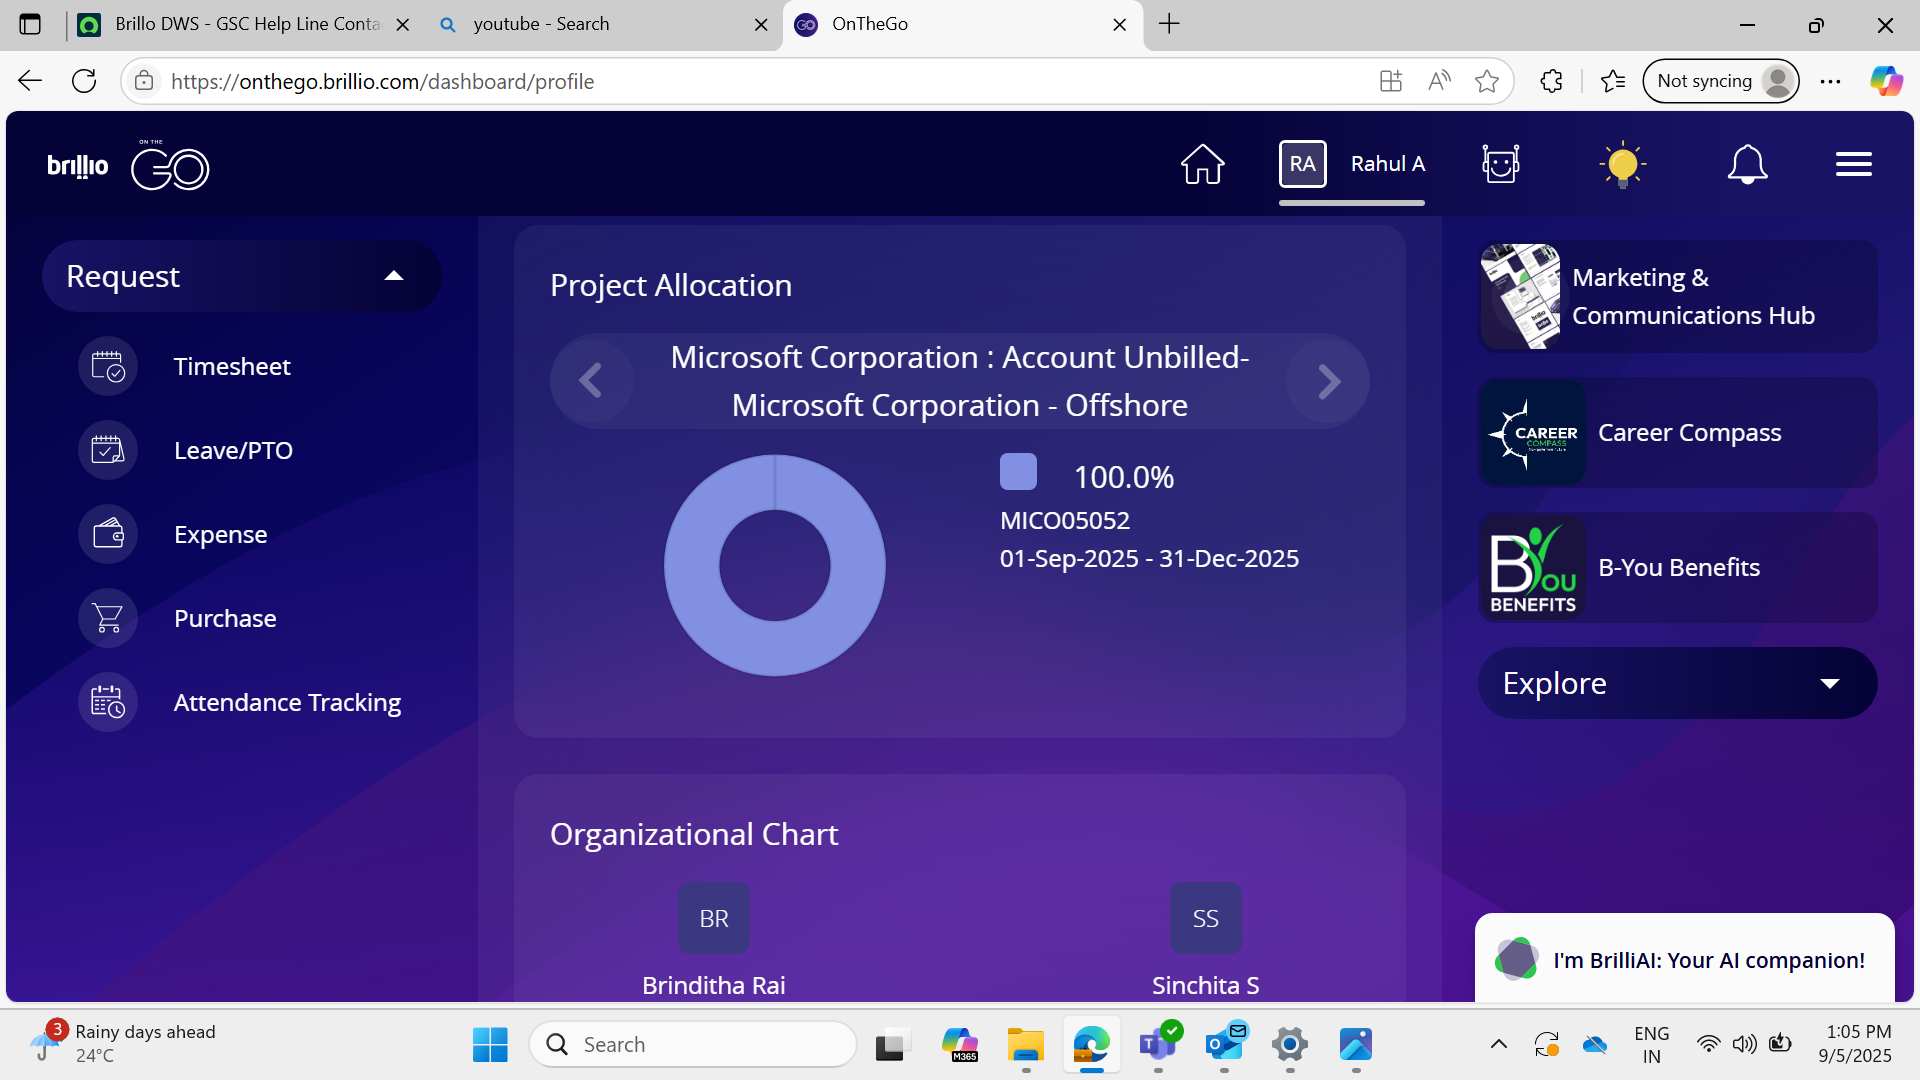 Brillo DWS - GSC Help Line Conta
youtube - Search
OnTheGo
https://onthego.brillio.com/dashboard/profile
Not syncing
brillio
ON THE
GO
RA
Rahul A
Request
Timesheet
Leave/PTO
Expense
Purchase
Attendance Tracking
Project Allocation
Microsoft Corporation : Account Unbilled-
Microsoft Corporation - Offshore
100.0%
MICO05052
01-Sep-2025 - 31-Dec-2025
Organizational Chart
BR
Brinditha Rai
SS
Sinchita S
Marketing &
Communications Hub
CAREER
COMPASS
Career Compass
BYou
BENEFITS
B-You Benefits
Explore
I'm BrilliAI: Your AI companion!
3
Rainy days ahead
24°C
Search
M365
ENG
IN
1:05 PM
9/5/2025